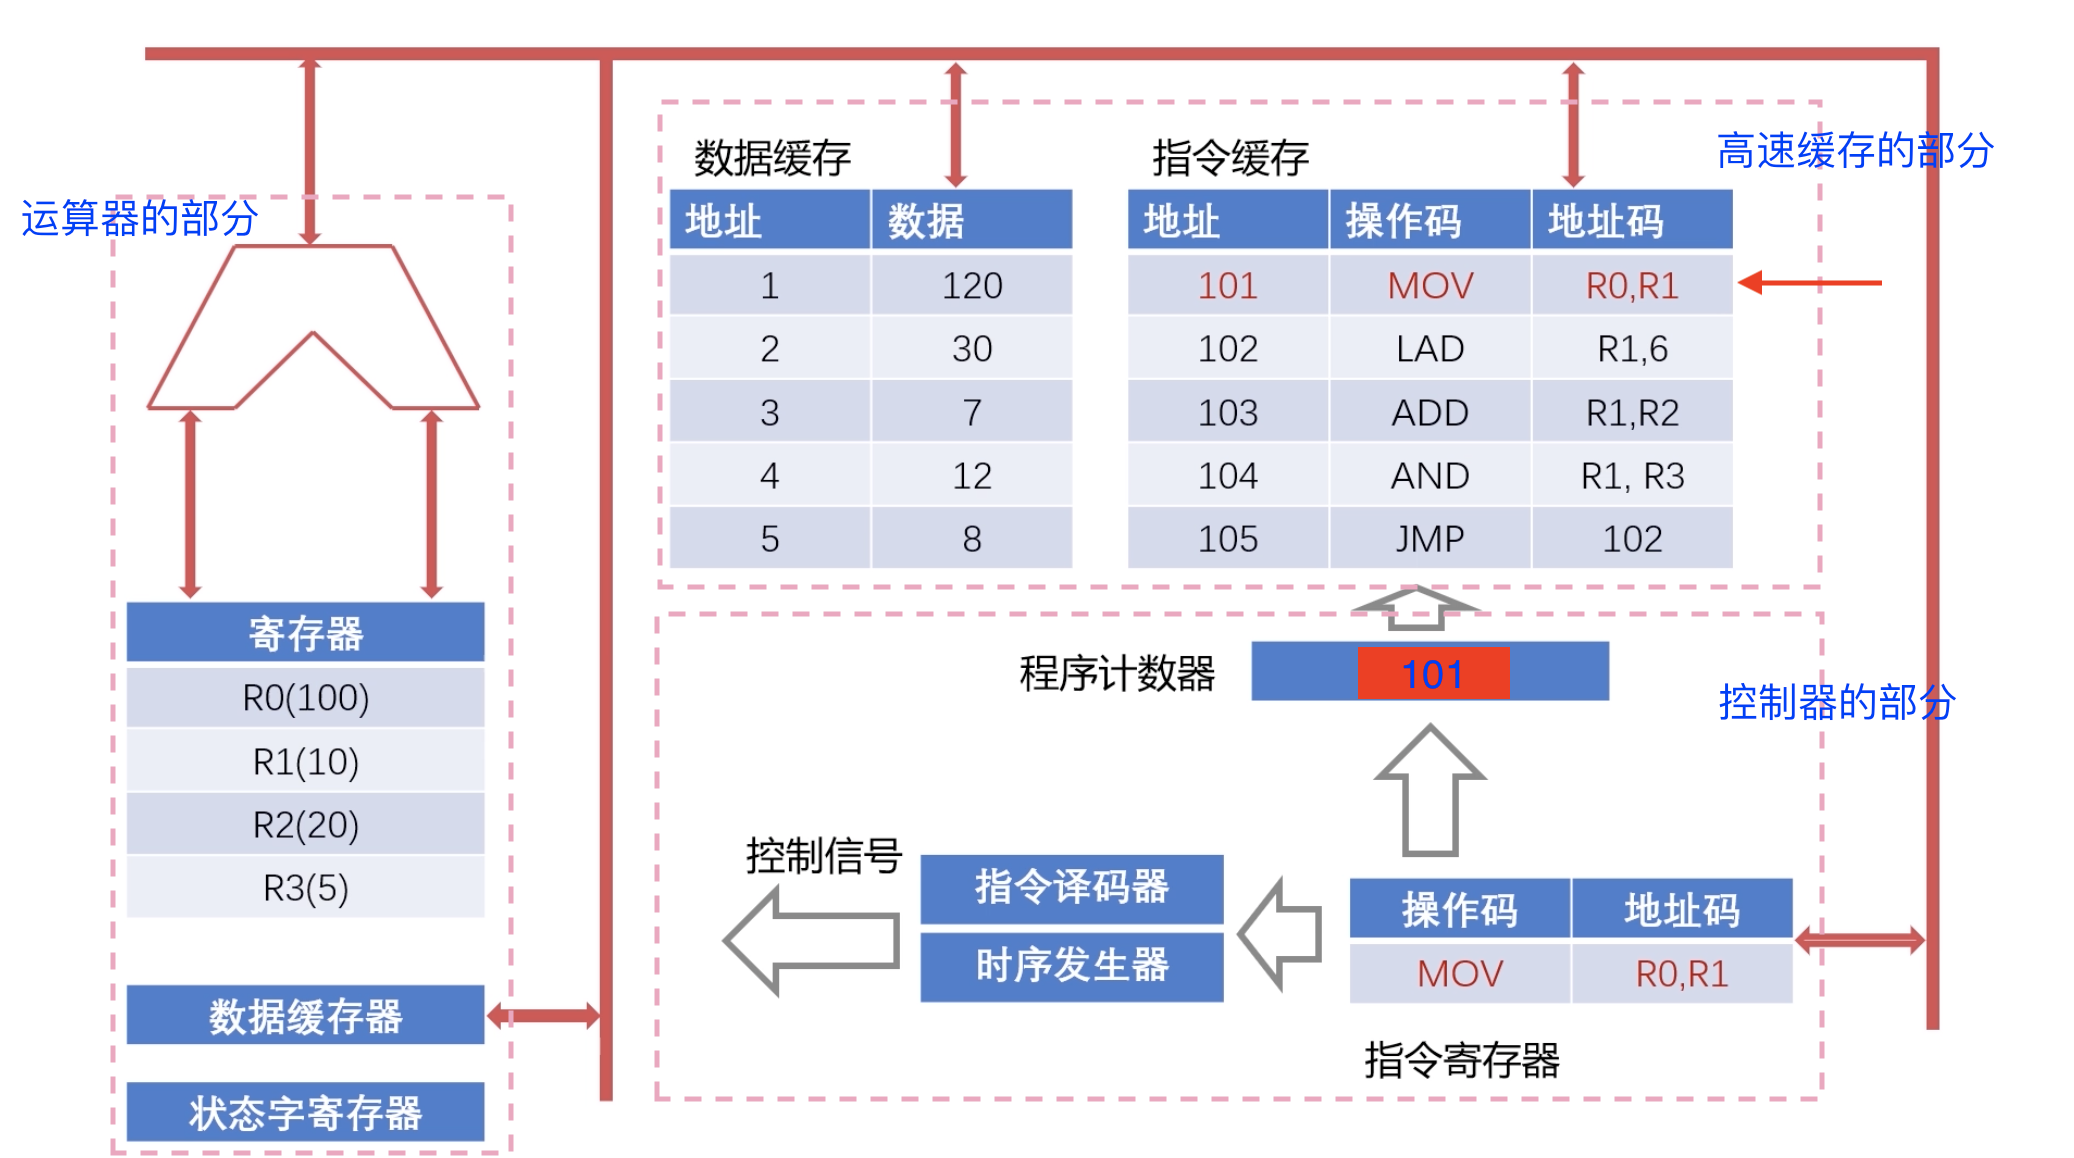 运算器的部分
寄存器
R0(100)
R1(10)
R2(20)
R3(5)
数据缓存器
状态字寄存器
高速缓存的部分
数据缓存
地址 数据
1 120
2 30
3 7
4 12
5 8
指令缓存
地址 操作码 地址码
101 MOV R0,R1
102 LAD R1,6
103 ADD R1,R2
104 AND R1, R3
105 JMP 102
控制器的部分
程序计数器 101
控制信号
指令译码器
时序发生器
操作码 地址码
MOV R0,R1
指令寄存器